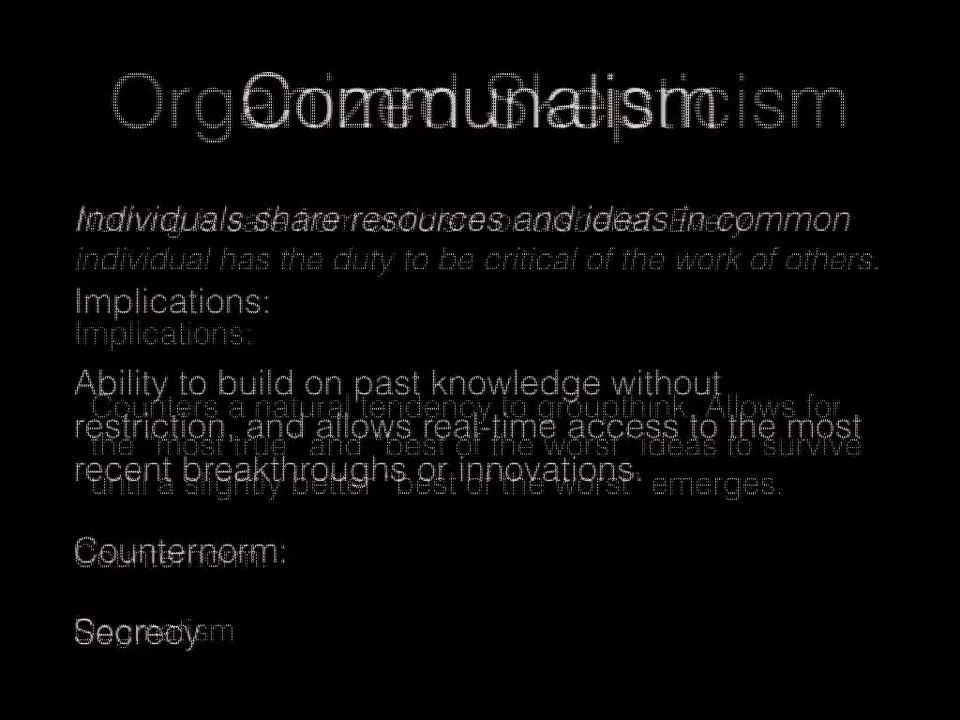 Communalism
Organized Skepticism
Individuals share resources and ideas in common
individual has the duty to be critical of the work of others.
Implications:
Implications:
Ability to build on past knowledge without
Counters a natural tendency to groupthink. Allows for
restriction, and allows real-time access to the most
the "most true" and "best of the worst" ideas to survive
recent breakthroughs or innovations.
until a slightly better "best of the worst" emerges.
Counternorm:
Counternorm:
Secrecy